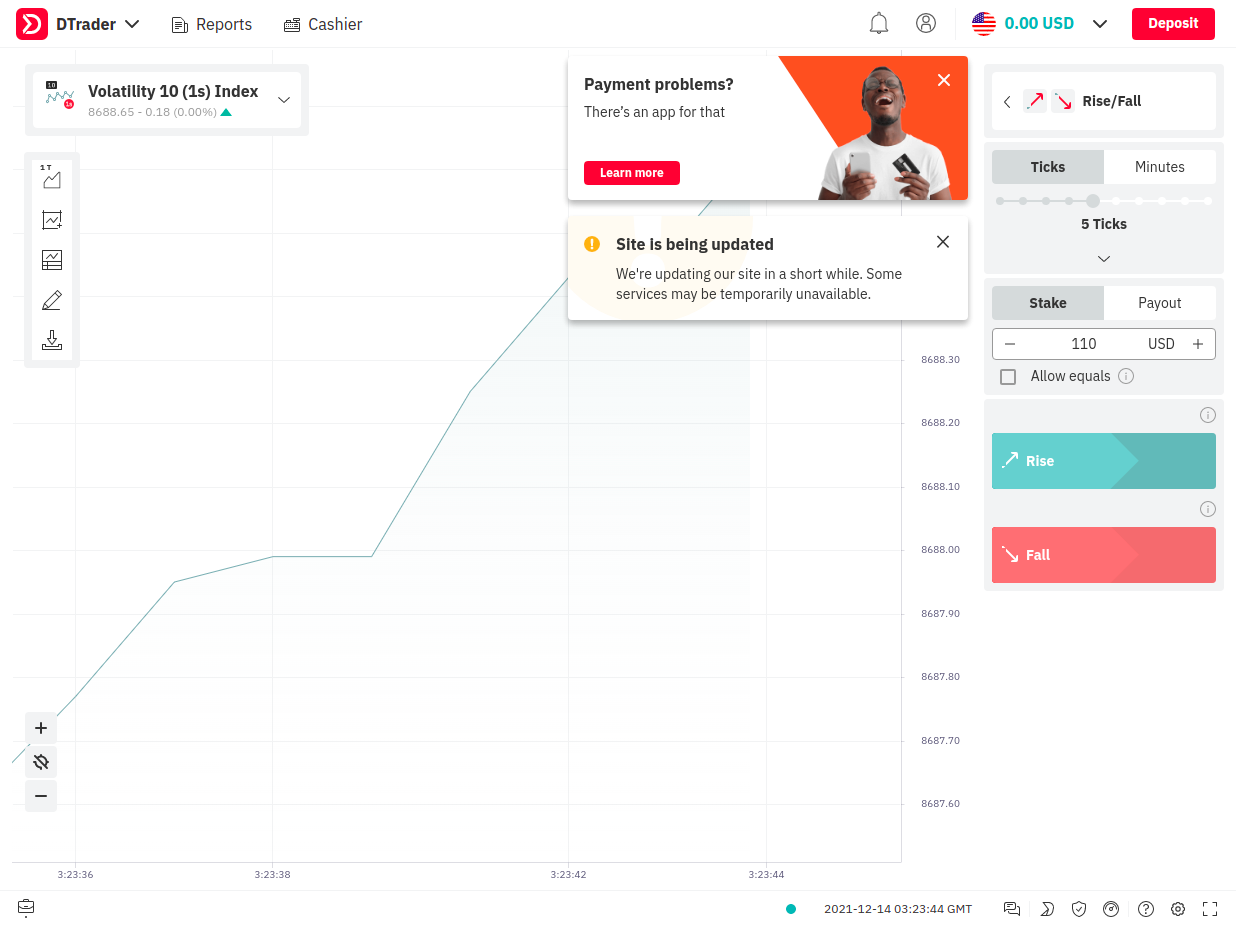 DTrader
Reports
Cashier
0.00 USD
Deposit
10
1s
Volatility 10 (1s) Index
8688.65 - 0.18 (0.00%)
1T
Payment problems?
There's an app for that
Learn more
Site is being updated
We're updating our site in a short while. Some
services may be temporarily unavailable.
8688.30
8688.20
8688.10
8688.00
8687.90
8687.80
8687.70
8687.60
3:23:36
3:23:38
3:23:42
3:23:44
Rise/Fall
Ticks
Minutes
5 Ticks
Stake
Payout
110
USD
Allow equals
Rise
Fall
2021-12-14 03:23:44 GMT